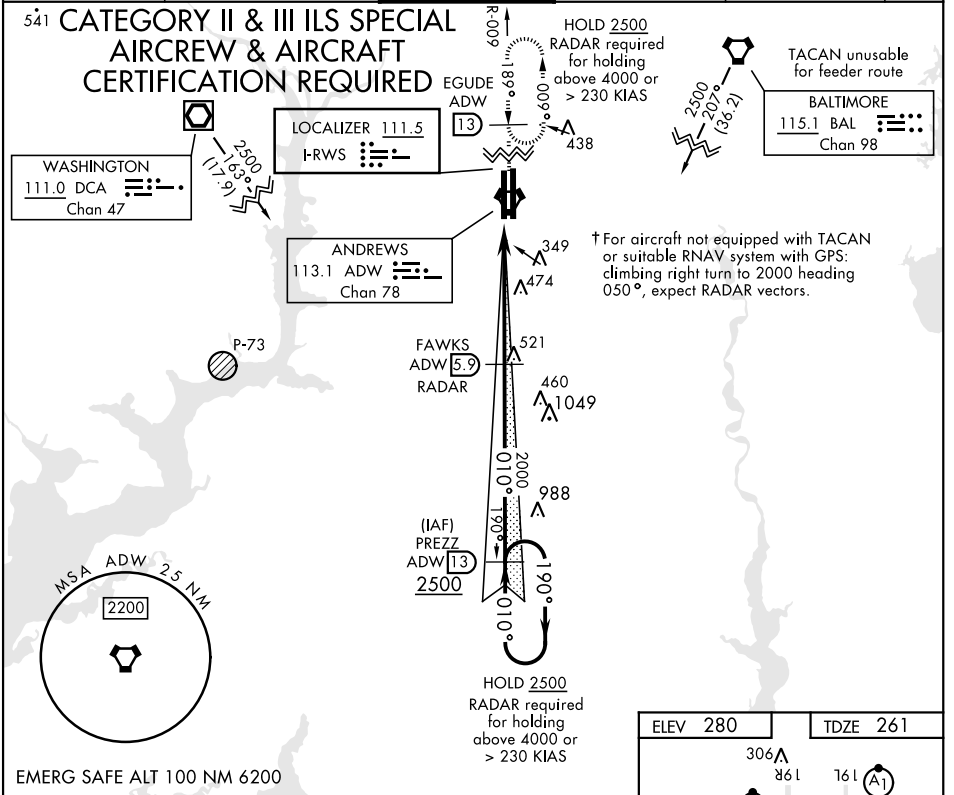 541
CATEGORY II & III ILS SPECIAL
AIRCREW & AIRCRAFT
CERTIFICATION REQUIRED
R-009
189°
009°
EGUDE
ADW
13
438
HOLD 2500
RADAR required
for holding
above 4000 or
> 230 KIAS
TACAN unusable
for feeder route
2500
207°
(36.2)
BALTIMORE
115.1 BAL
Chan 98
LOCALIZER 111.5
I-RWS
WASHINGTON
111.0 DCA
Chan 47
2500
163°
(17.9)
ANDREWS
113.1 ADW
Chan 78
† For aircraft not equipped with TACAN
or suitable RNAV system with GPS:
climbing right turn to 2000 heading
050°, expect RADAR vectors.
349
474
P-73
FAWKS
ADW 5.9
RADAR
521
460
1049
010°
2000
988
190°
(IAF)
PREZZ
ADW 13
2500
190°
010°
HOLD 2500
RADAR required
for holding
above 4000 or
> 230 KIAS
MSA ADW 25 NM
2200
EMERG SAFE ALT 100 NM 6200
ELEV 280
TDZE 261
306
19R
19L
A1